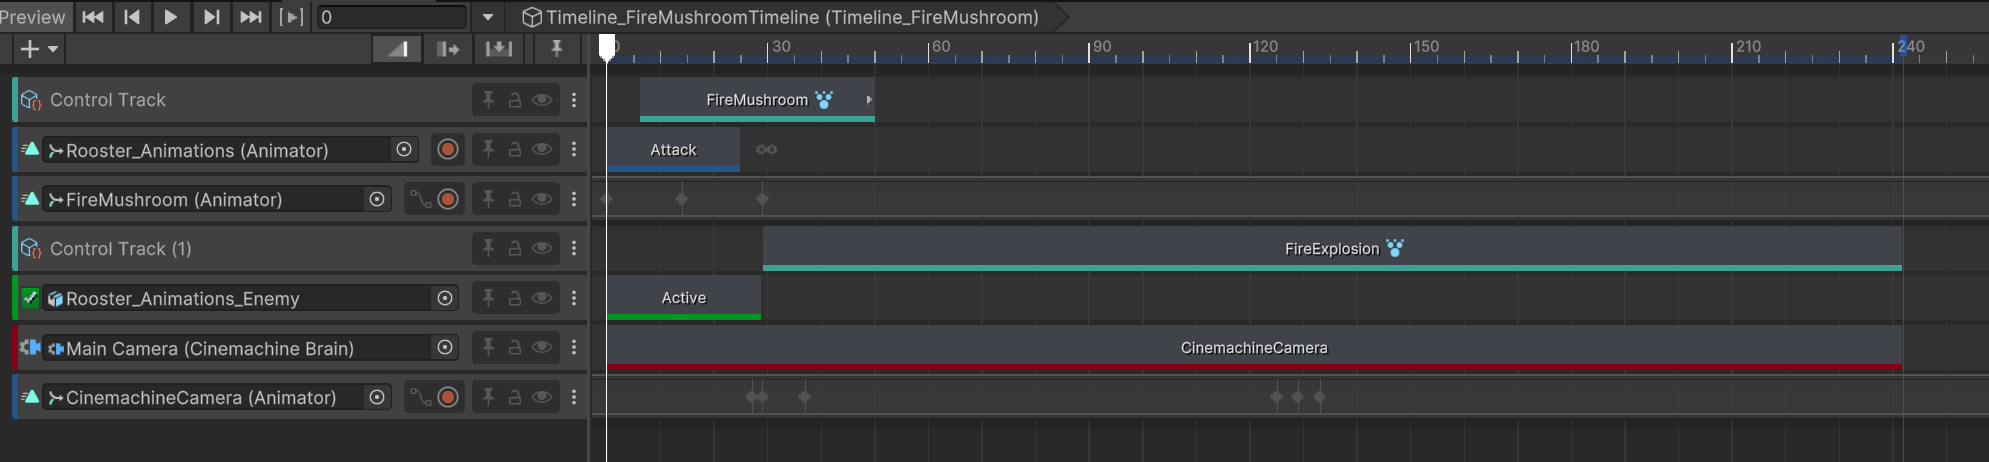 Preview
0
Timeline_FireMushroomTimeline (Timeline_FireMushroom)
0 30 60 90 120 150 180 210 240
Control Track
FireMushroom
Rooster_Animations (Animator)
Attack
FireMushroom (Animator)
Control Track (1)
FireExplosion
Rooster_Animations_Enemy
Active
Main Camera (Cinemachine Brain)
CinemachineCamera
CinemachineCamera (Animator)